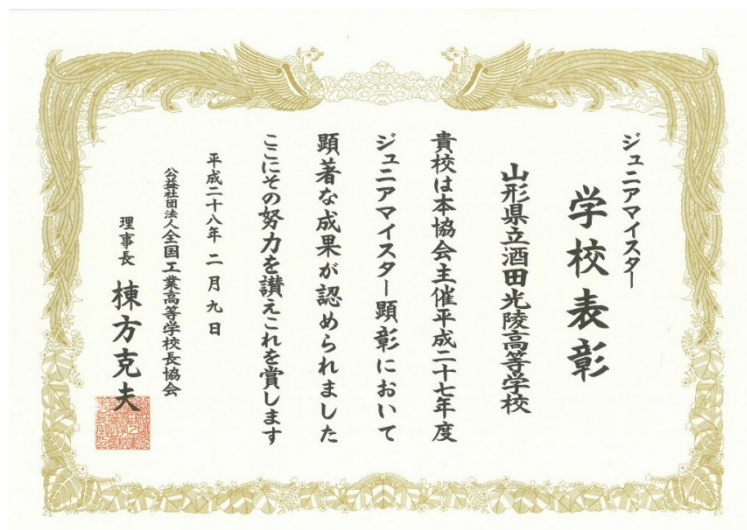 ジュニアマイスター
学校表彰
山形県立酒田光陵高等学校
貴校は本協会主催平成二十七年度
ジュニアマイスター顕彰において
顕著な成果が認められました
ここにその努力を讃えこれを賞します
平成二十八年 二月九日
公益社団法人全国工業高等学校長協会
理事長 棟方克夫